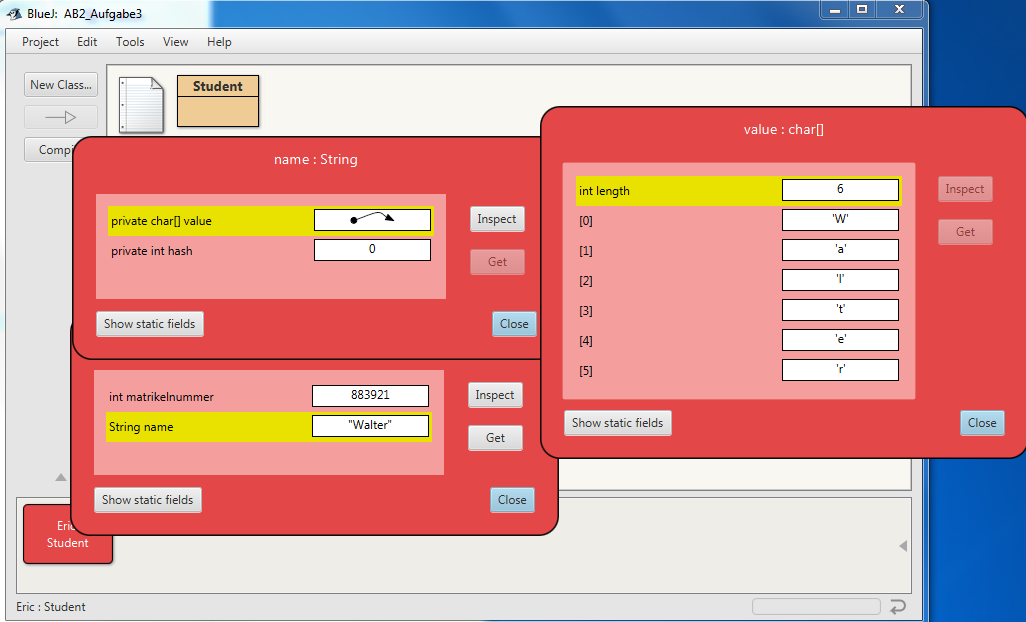 BlueJ: AB2_Aufgabe3
Project Edit Tools View Help
New Class...
Student
Compi
name : String
private char[] value
private int hash 0
Inspect
Get
Show static fields
Close
int matrikelnummer 883921
String name "Walter"
Inspect
Get
Show static fields
Close
value : char[]
int length 6
[0] 'W'
[1] 'a'
[2] 'l'
[3] 't'
[4] 'e'
[5] 'r'
Inspect
Get
Show static fields
Close
Eric
Student
Eric : Student